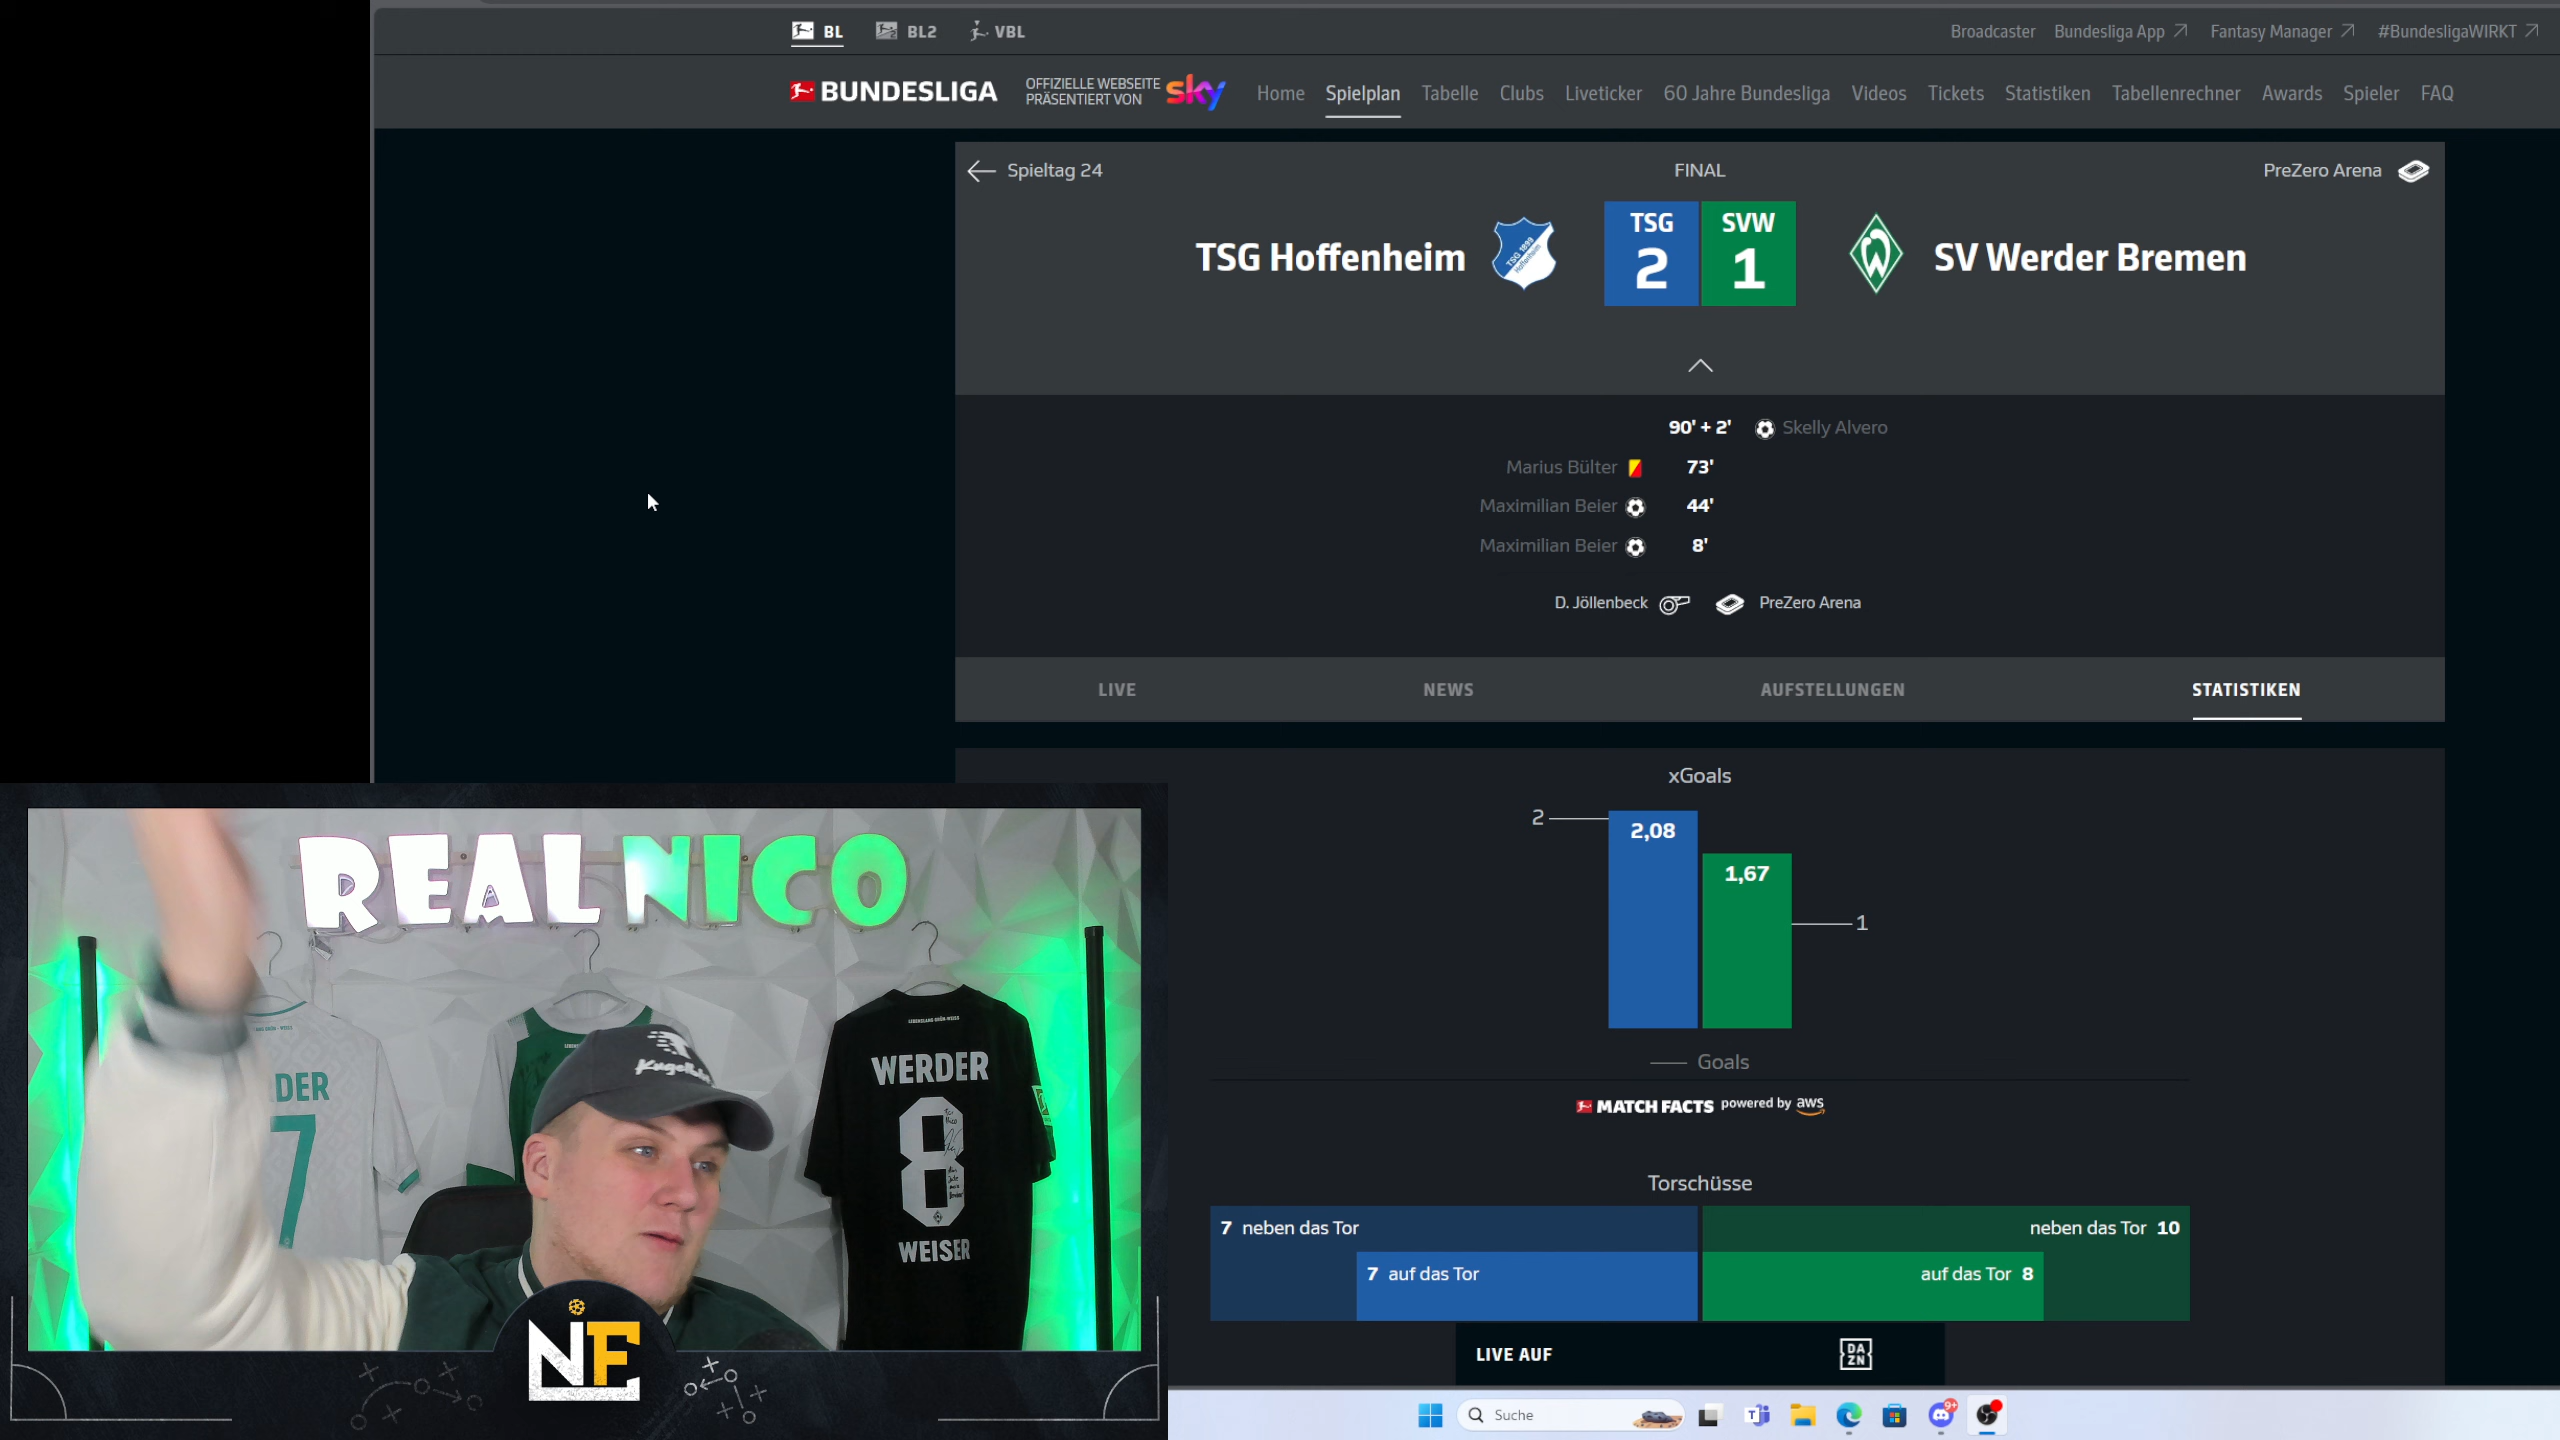 BL BL2 VBL
Broadcaster Bundesliga App Fantasy Manager #BundesligaWIRKT
BUNDESLIGA
OFFIZIELLE WEBSEITE
PRÄSENTIERT VON sky
Home Spielplan Tabelle Clubs Liveticker 60 Jahre Bundesliga Videos Tickets Statistiken Tabellenrechner Awards Spieler FAQ
Spieltag 24 FINAL PreZero Arena
TSG SVW
TSG Hoffenheim 2 1 SV Werder Bremen
90' + 2' Skelly Alvero
Marius Bülter 73'
Maximilian Beier 44'
Maximilian Beier 8'
D. Jöllenbeck PreZero Arena
LIVE NEWS AUFSTELLUNGEN STATISTIKEN
xGoals
2 2,08
1,67
1
Goals
MATCH FACTS powered by aws
Torschüsse
7 neben das Tor neben das Tor 10
7 auf das Tor auf das Tor 8
LIVE AUF DAZN
REALNICO
DER
7
WERDER
8
WEISER
NF
Suche
9+